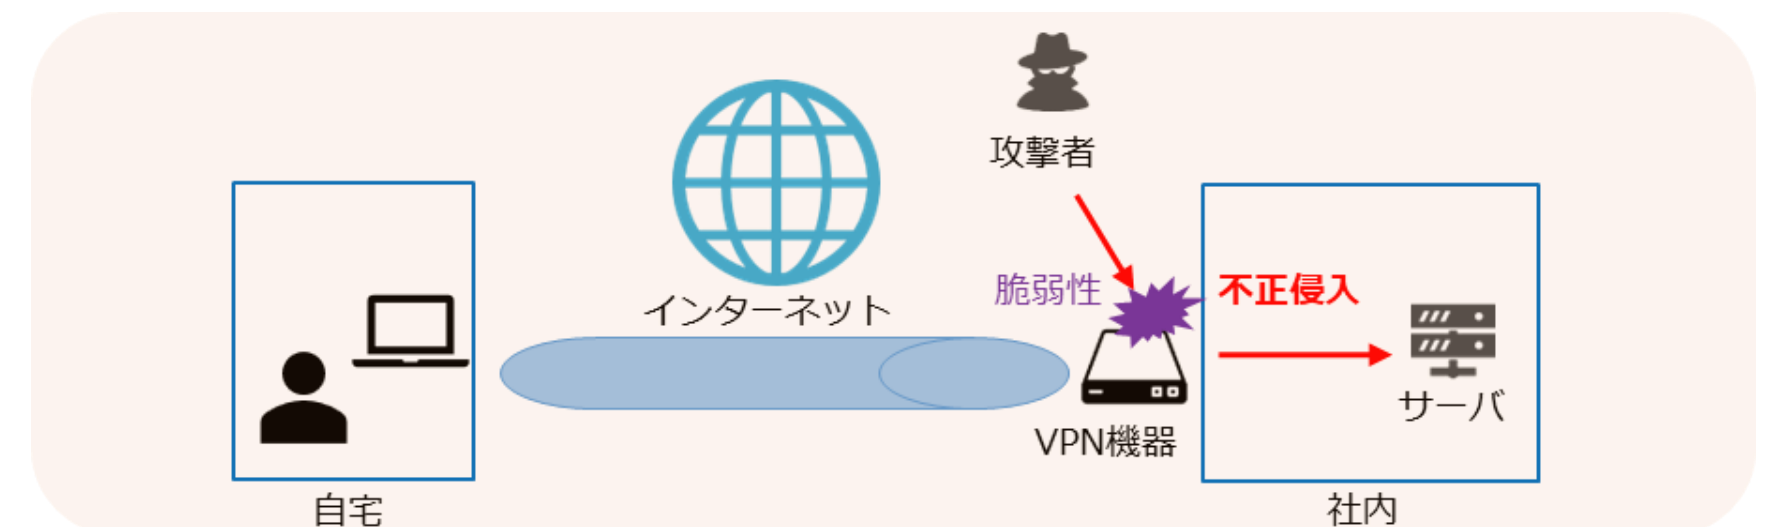 攻撃者
インターネット
脆弱性
不正侵入
サーバ
VPN機器
自宅
社内